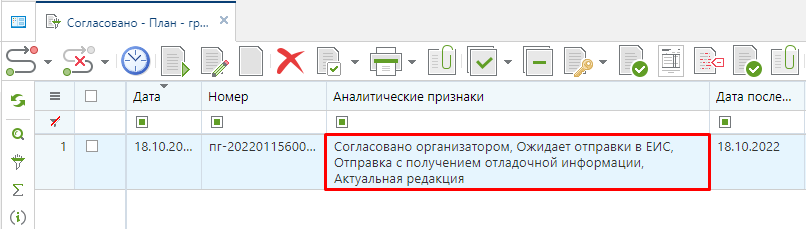 Согласовано - План - гр...
Дата Номер Аналитические признаки Дата после...
1 18.10.20... пг-20220115600... Согласовано организатором, Ожидает отправки в ЕИС, 18.10.2022
Отправка с получением отладочной информации,
Актуальная редакция